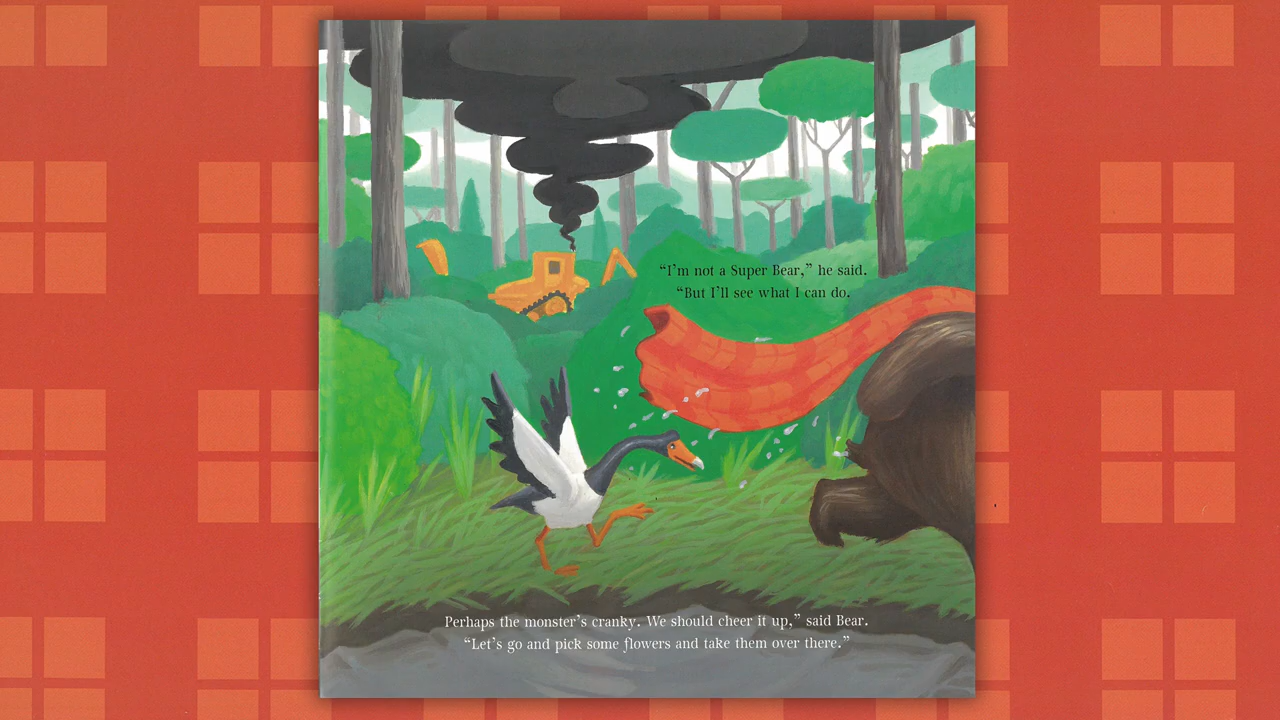 “I’m not a Super Bear,” he said.
“But I’ll see what I can do.
Perhaps the monster’s cranky. We should cheer it up,” said Bear.
“Let’s go and pick some flowers and take them over there.”